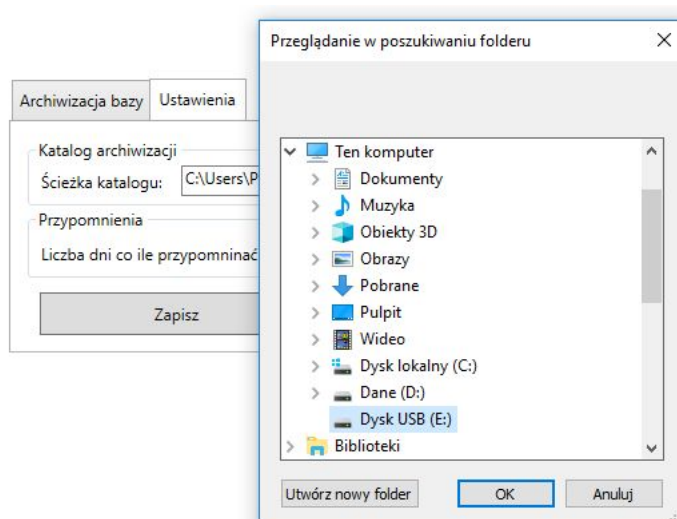 Przeglądanie w poszukiwaniu folderu
Archiwizacja bazy
Ustawienia
Katalog archiwizacji
Ścieżka katalogu:
C:\Users\P
Przypomnienia
Liczba dni co ile przypominać
Zapisz
Ten komputer
Dokumenty
Muzyka
Obiekty 3D
Obrazy
Pobrane
Pulpit
Wideo
Dysk lokalny (C:)
Dane (D:)
Dysk USB (E:)
Biblioteki
Utwórz nowy folder
OK
Anuluj